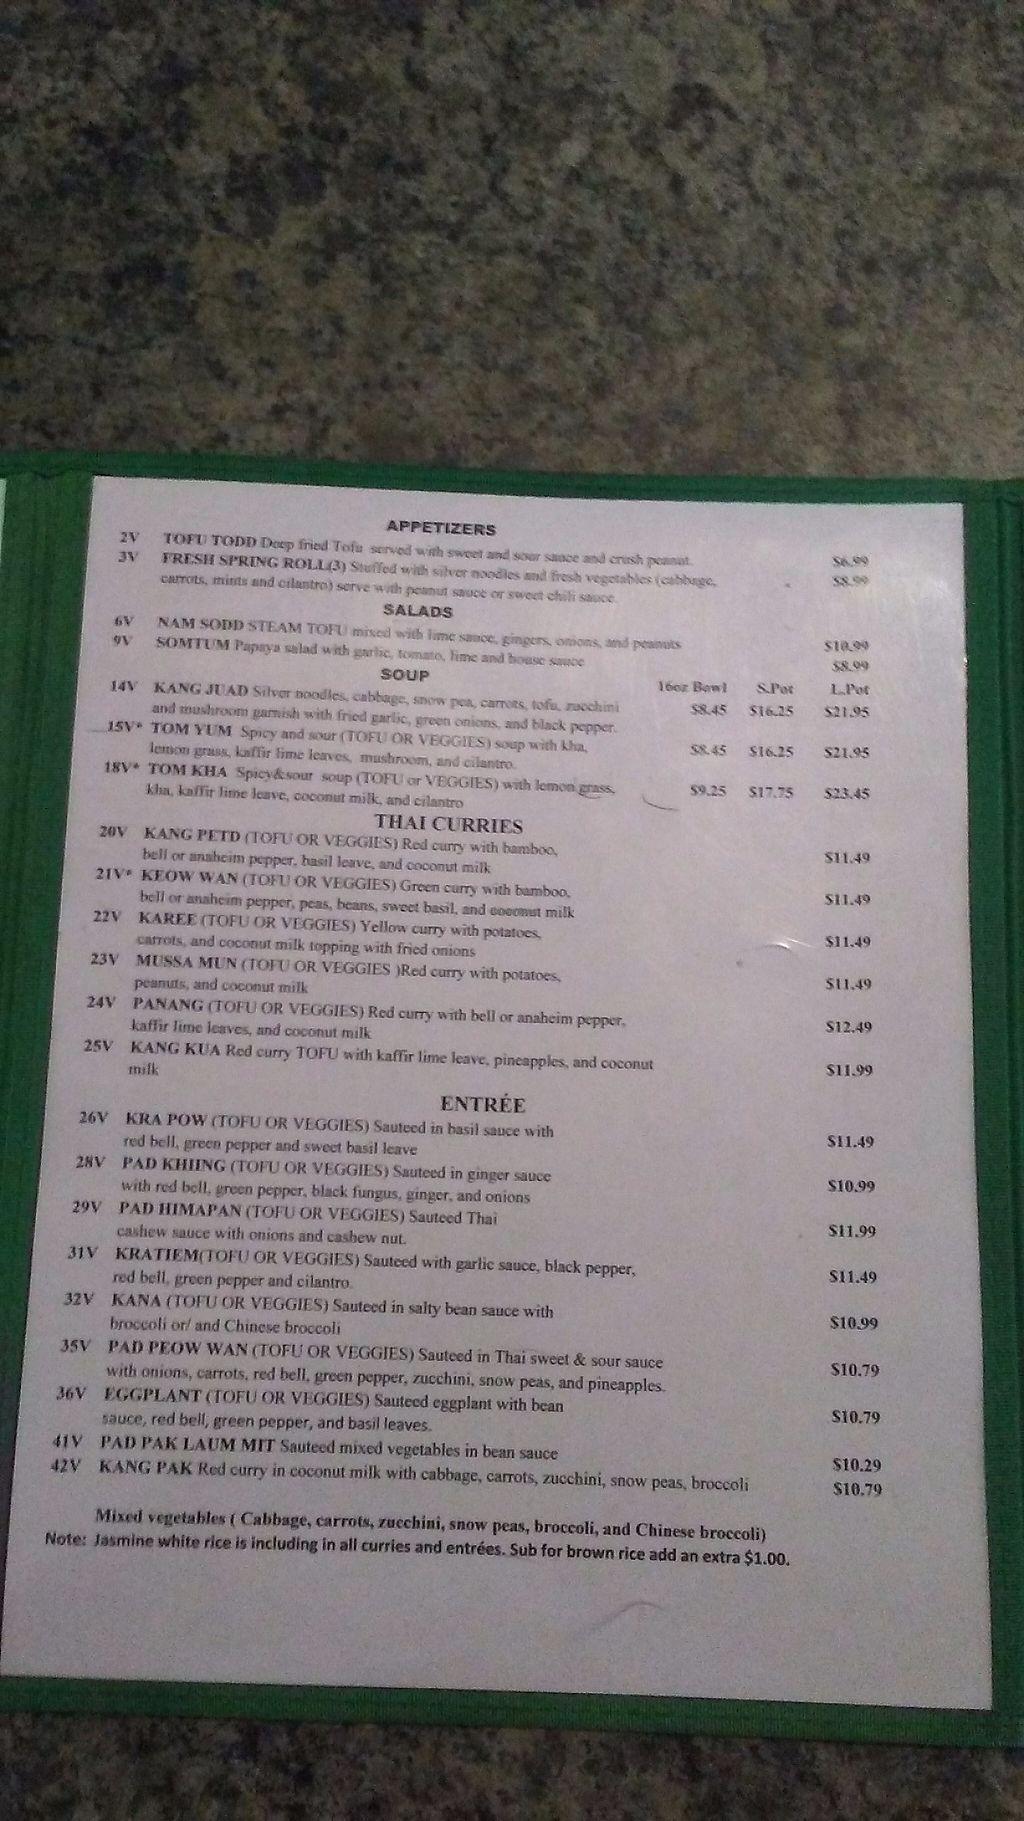 APPETIZERS
2V TOFU TODD Deep fried Tofu served with sweet and sour sauce and crush peanut. $6.99
3V FRESH SPRING ROLL(3) Stuffed with silver noodles and fresh vegetables (cabbage, $8.99
carrots, mints and cilantro) serve with peanut sauce or sweet chili sauce.
SALADS
6V NAM SODD STEAM TOFU mixed with lime sauce, gingers, onions, and peanuts $10.99
9V SOMTUM Papaya salad with garlic, tomato, lime and house sauce $8.99
SOUP 16oz Bowl S.Pot L.Pot
14V KANG JUAD Silver noodles, cabbage, snow pea, carrots, tofu, zucchini
and mushroom garnish with fried garlic, green onions, and black pepper. $8.45 $16.25 $21.95
15V* TOM YUM Spicy and sour (TOFU OR VEGGIES) soup with kha,
lemon grass, kaffir lime leaves, mushroom, and cilantro. $8.45 $16.25 $21.95
18V* TOM KHA Spicy&sour soup (TOFU or VEGGIES) with lemon grass,
kha, kaffir lime leave, coconut milk, and cilantro $9.25 $17.75 $23.45
THAI CURRIES
20V KANG PETD (TOFU OR VEGGIES) Red curry with bamboo,
bell or anaheim pepper, basil leave, and coconut milk $11.49
21V* KEOW WAN (TOFU OR VEGGIES) Green curry with bamboo,
bell or anaheim pepper, peas, beans, sweet basil, and coconut milk $11.49
22V KAREE (TOFU OR VEGGIES) Yellow curry with potatoes,
carrots, and coconut milk topping with fried onions $11.49
23V MUSSA MUN (TOFU OR VEGGIES )Red curry with potatoes,
peanuts, and coconut milk $11.49
24V PANANG (TOFU OR VEGGIES) Red curry with bell or anaheim pepper,
kaffir lime leaves, and coconut milk $12.49
25V KANG KUA Red curry TOFU with kaffir lime leave, pineapples, and coconut
milk $11.99
ENTRÉE
26V KRA POW (TOFU OR VEGGIES) Sauteed in basil sauce with
red bell, green pepper and sweet basil leave $11.49
28V PAD KHIING (TOFU OR VEGGIES) Sauteed in ginger sauce
with red bell, green pepper, black fungus, ginger, and onions $10.99
29V PAD HIMAPAN (TOFU OR VEGGIES) Sauteed Thai
cashew sauce with onions and cashew nut. $11.99
31V KRATIEM(TOFU OR VEGGIES) Sauteed with garlic sauce, black pepper,
red bell, green pepper and cilantro. $11.49
32V KANA (TOFU OR VEGGIES) Sauteed in salty bean sauce with
broccoli or/ and Chinese broccoli $10.99
35V PAD PEOW WAN (TOFU OR VEGGIES) Sauteed in Thai sweet & sour sauce
with onions, carrots, red bell, green pepper, zucchini, snow peas, and pineapples. $10.79
36V EGGPLANT (TOFU OR VEGGIES) Sauteed eggplant with bean
sauce, red bell, green pepper, and basil leaves. $10.79
41V PAD PAK LAUM MIT Sauteed mixed vegetables in bean sauce $10.29
42V KANG PAK Red curry in coconut milk with cabbage, carrots, zucchini, snow peas, broccoli $10.79
Mixed vegetables ( Cabbage, carrots, zucchini, snow peas, broccoli, and Chinese broccoli)
Note: Jasmine white rice is including in all curries and entrées. Sub for brown rice add an extra $1.00.